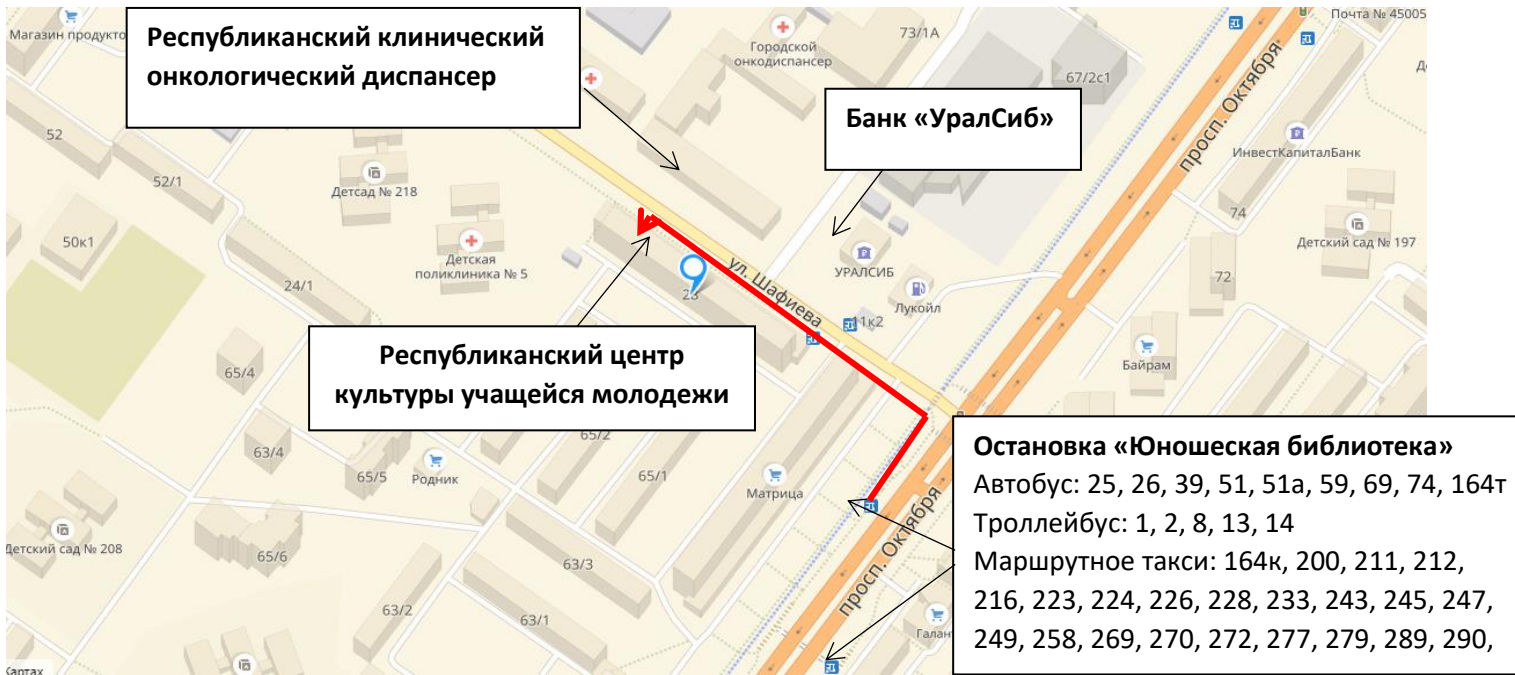 Магазин продукто
Республиканский клинический
онкологический диспансер
Городской
онкодиспансер
73/1А
67/2с1
Почта № 45005
просп. Октября
Банк «УралСиб»
ИнвестКапиталБанк
52
52/1
Детсад № 218
74
Детский сад № 197
50к1
Детская
поликлиника № 5
24/1
23
ул. Шафиева
УРАЛСИБ
Лукойл
11к2
72
Байрам
Республиканский центр
культуры учащейся молодежи
65/4
65/2
63/4
65/5
Родник
65/1
Матрица
Остановка «Юношеская библиотека»
Автобус: 25, 26, 39, 51, 51а, 59, 69, 74, 164т
Троллейбус: 1, 2, 8, 13, 14
Маршрутное такси: 164к, 200, 211, 212,
216, 223, 224, 226, 228, 233, 243, 245, 247,
249, 258, 269, 270, 272, 277, 279, 289, 290,
просп. Октября
Детский сад № 208
65/6
63/3
63/2
63/1
Галан
Картах